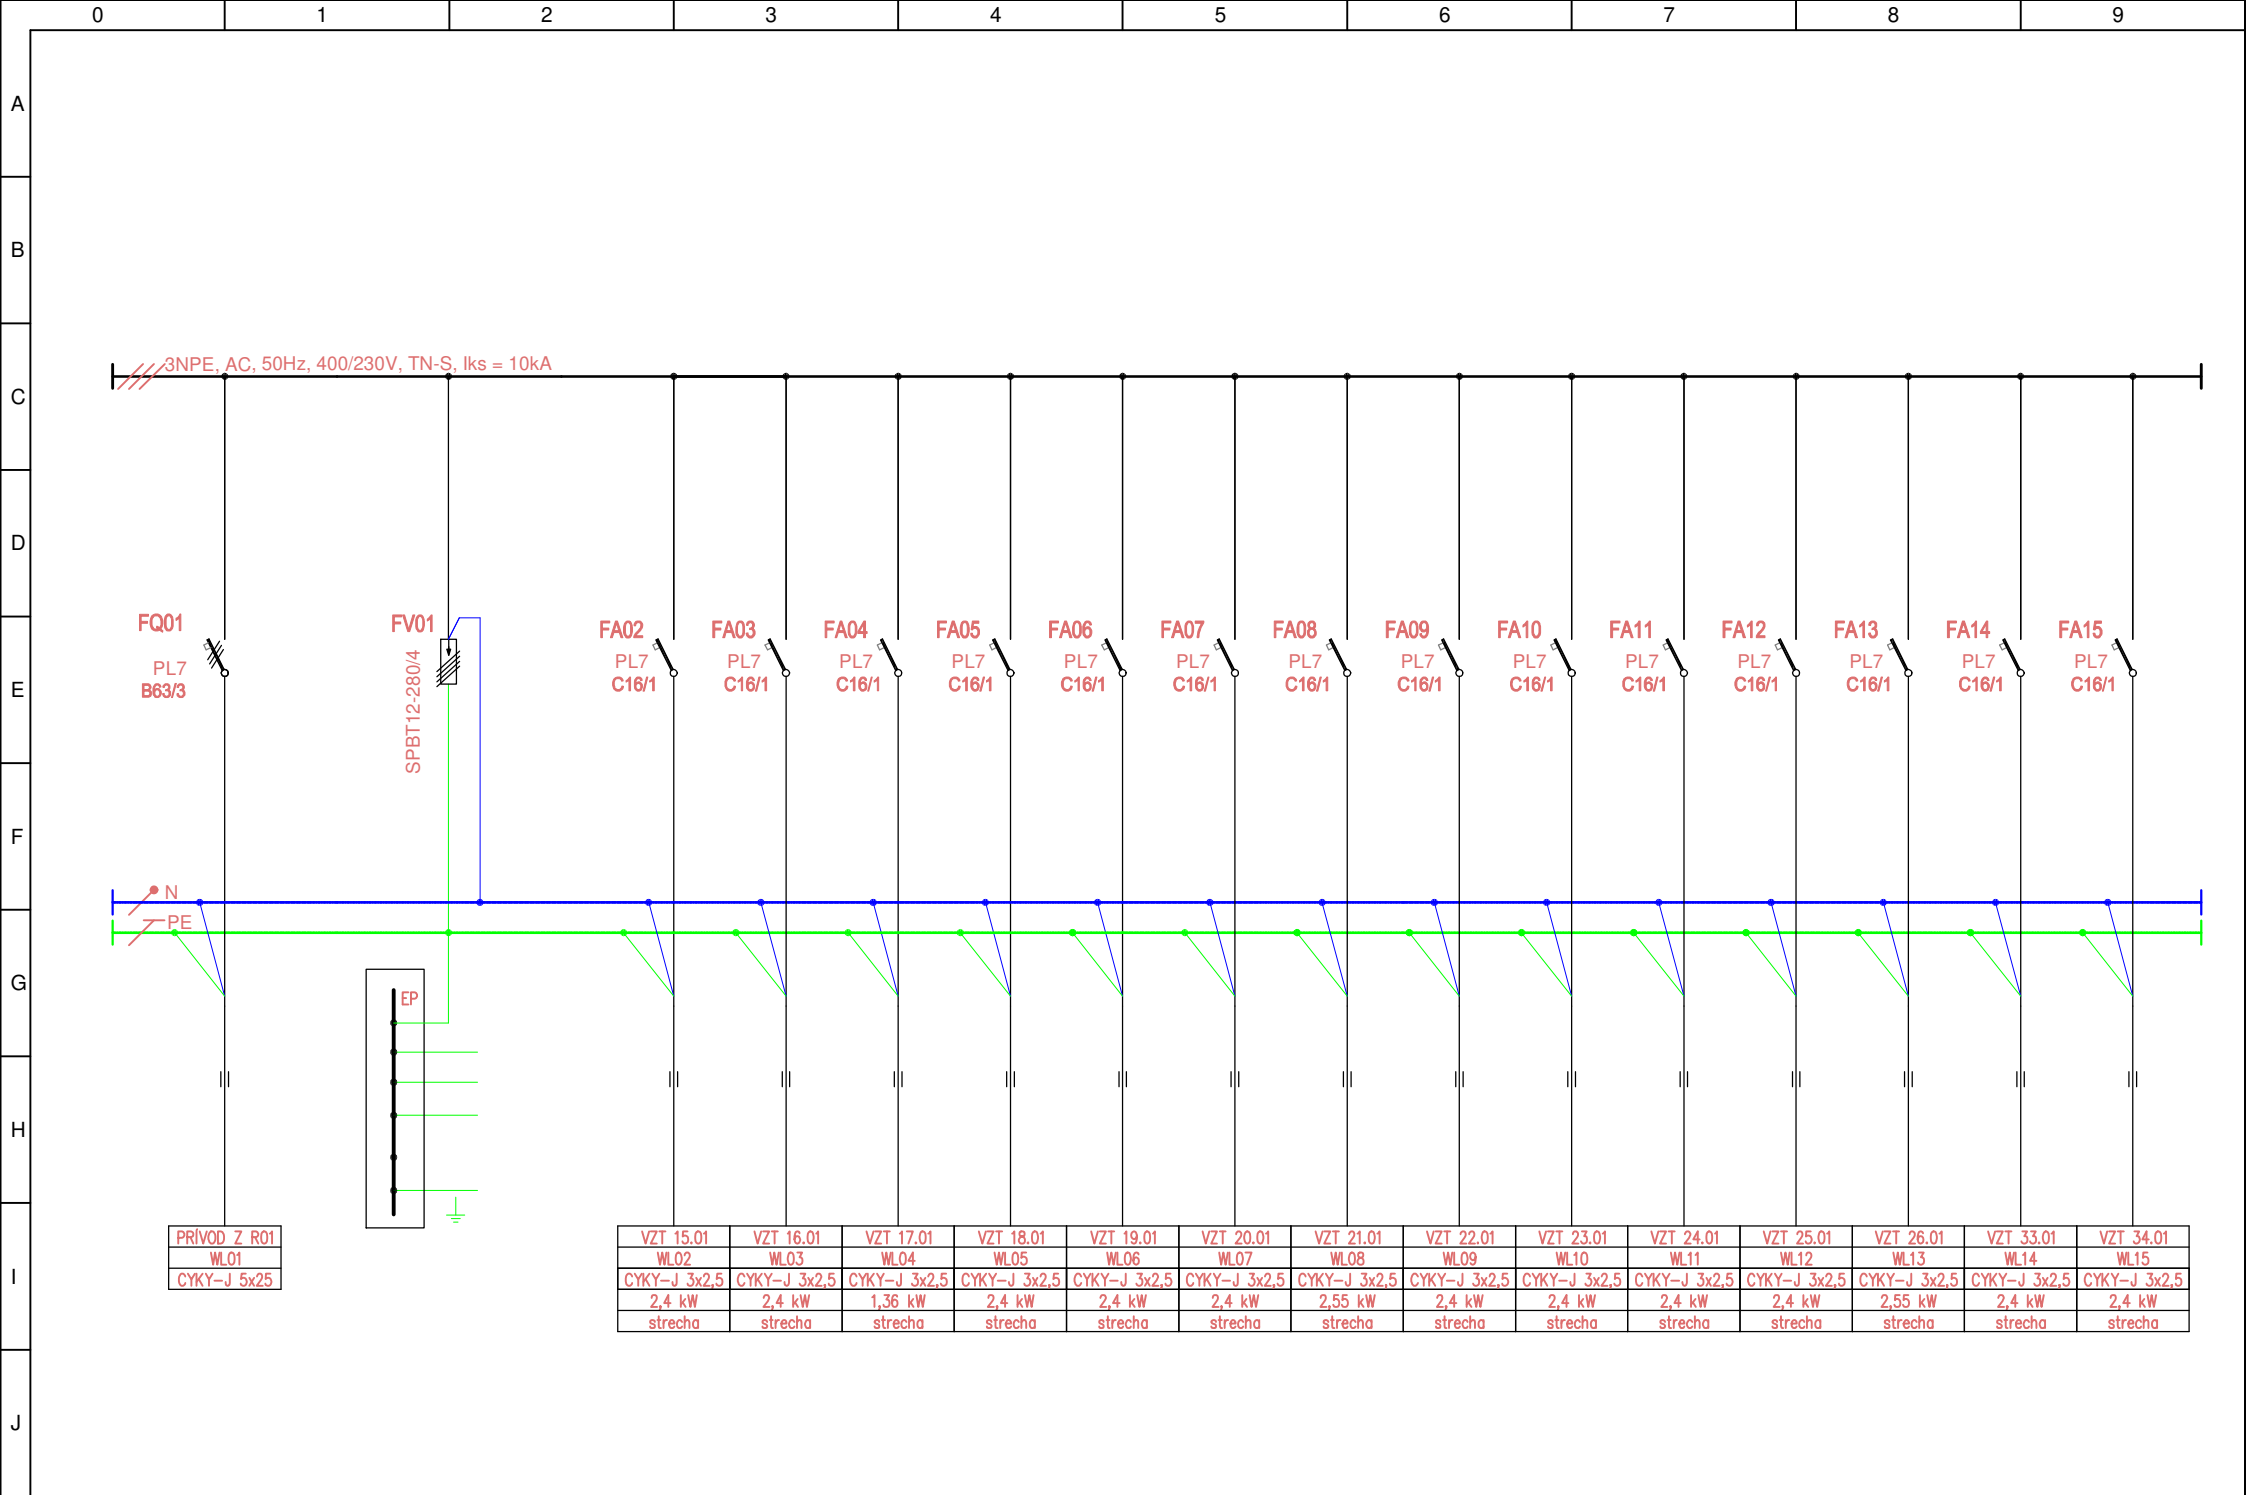 0 1 2 3 4 5 6 7 8 9
A
B
C
D
E
F
G
H
I
J
3NPE, AC, 50Hz, 400/230V, TN-S, Iks = 10kA
FQ01
PL7
B63/3
FV01
SPBT12-280/4
FA02
PL7
C16/1
FA03
PL7
C16/1
FA04
PL7
C16/1
FA05
PL7
C16/1
FA06
PL7
C16/1
FA07
PL7
C16/1
FA08
PL7
C16/1
FA09
PL7
C16/1
FA10
PL7
C16/1
FA11
PL7
C16/1
FA12
PL7
C16/1
FA13
PL7
C16/1
FA14
PL7
C16/1
FA15
PL7
C16/1
N
PE
EP
PRÍVOD Z R01
WL01
CYKY-J 5x25
VZT 15.01 VZT 16.01 VZT 17.01 VZT 18.01 VZT 19.01 VZT 20.01 VZT 21.01 VZT 22.01 VZT 23.01 VZT 24.01 VZT 25.01 VZT 26.01 VZT 33.01 VZT 34.01
WL02 WL03 WL04 WL05 WL06 WL07 WL08 WL09 WL10 WL11 WL12 WL13 WL14 WL15
CYKY-J 3x2,5 CYKY-J 3x2,5 CYKY-J 3x2,5 CYKY-J 3x2,5 CYKY-J 3x2,5 CYKY-J 3x2,5 CYKY-J 3x2,5 CYKY-J 3x2,5 CYKY-J 3x2,5 CYKY-J 3x2,5 CYKY-J 3x2,5 CYKY-J 3x2,5 CYKY-J 3x2,5 CYKY-J 3x2,5
2,4 kW 2,4 kW 1,36 kW 2,4 kW 2,4 kW 2,4 kW 2,55 kW 2,4 kW 2,4 kW 2,4 kW 2,4 kW 2,55 kW 2,4 kW 2,4 kW
strecha strecha strecha strecha strecha strecha strecha strecha strecha strecha strecha strecha strecha strecha